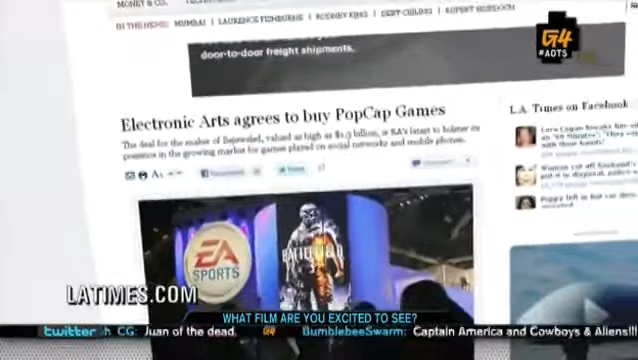 MONEY & CO.
IN THE NEWS: MUMBAI | LAURENCE FISHBURNE | RODNEY KING | DEBT CEILING | RUPERT MURDOCH
door-to-door freight shipments.
G4
#AOTS
Electronic Arts agrees to buy PopCap Games
The deal for the maker of Bejeweled, valued as high as $1.3 billion, is EA's latest to bolster its
presence in the growing market for games played on social networks and mobile phones.
L.A. Times on Facebook
EA
SPORTS
BATTLEFIELD
LATIMES.COM
WHAT FILM ARE YOU EXCITED TO SEE?
twitter h CG: Juan of the dead. G4 BumblebeeSwarm: Captain America and Cowboys & Aliens!!!